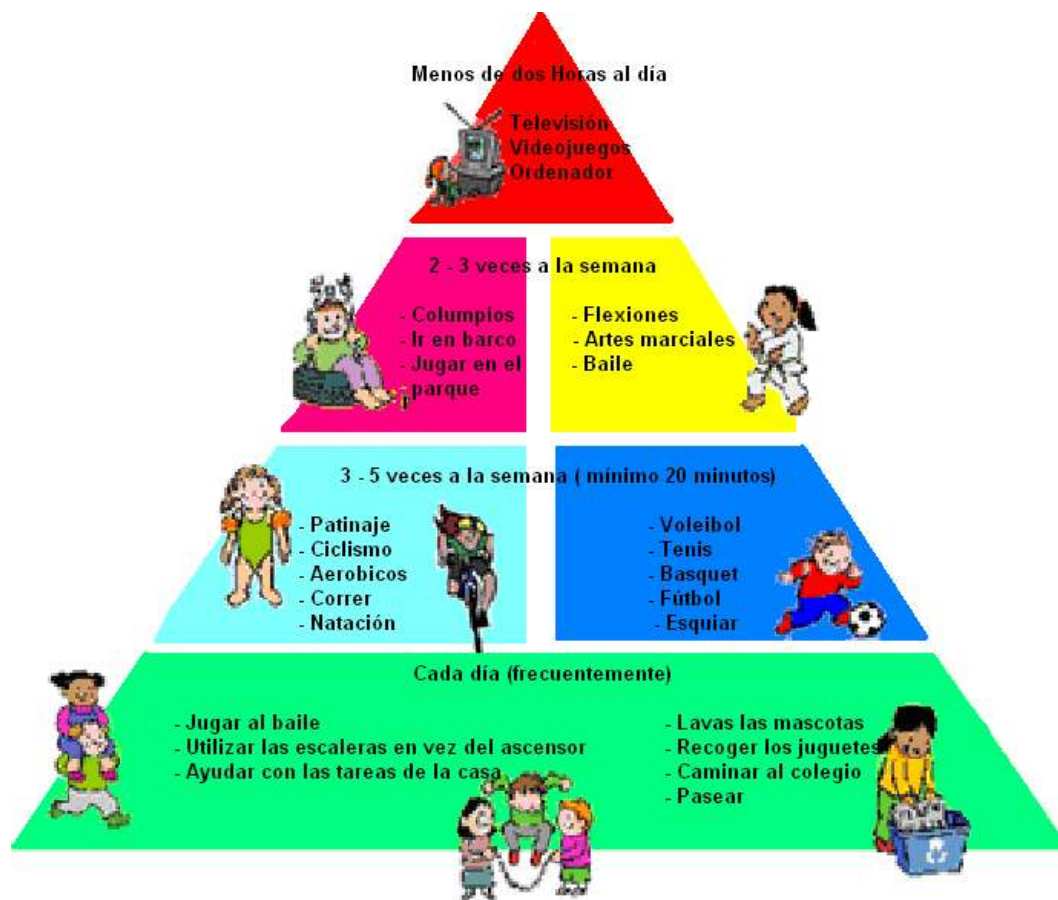 Menos de dos Horas al día
Televisión
Videojuegos
Ordenador
2 - 3 veces a la semana
- Columpios
- Ir en barco
- Jugar en el
parque
- Flexiones
- Artes marciales
- Baile
3 - 5 veces a la semana ( mínimo 20 minutos)
- Patinaje
- Ciclismo
- Aerobicos
- Correr
- Natación
- Voleibol
- Tenis
- Basquet
- Fútbol
- Esquiar
Cada día (frecuentemente)
- Jugar al baile
- Utilizar las escaleras en vez del ascensor
- Ayudar con las tareas de la casa
- Lavas las mascotas
- Recoger los juguetes
- Caminar al colegio
- Pasear